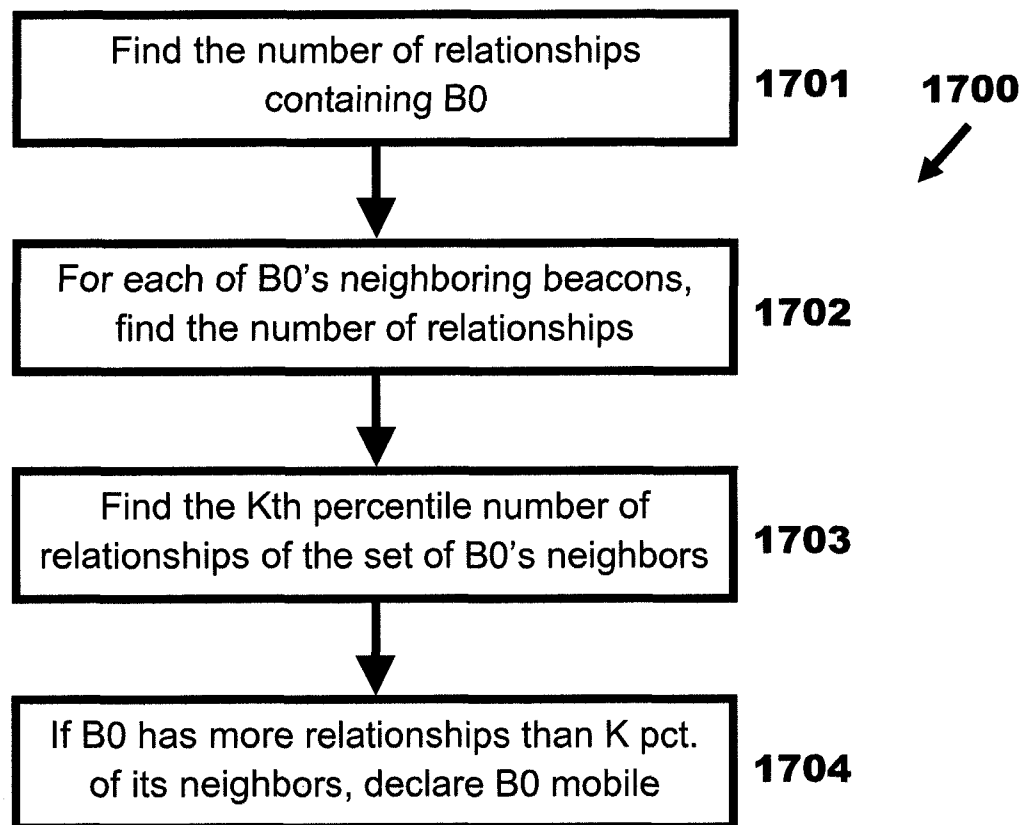 Find the number of relationships
containing B0
1701
1700
For each of B0's neighboring beacons,
find the number of relationships
1702
Find the Kth percentile number of
relationships of the set of B0's neighbors
1703
If B0 has more relationships than K pct.
of its neighbors, declare B0 mobile
1704